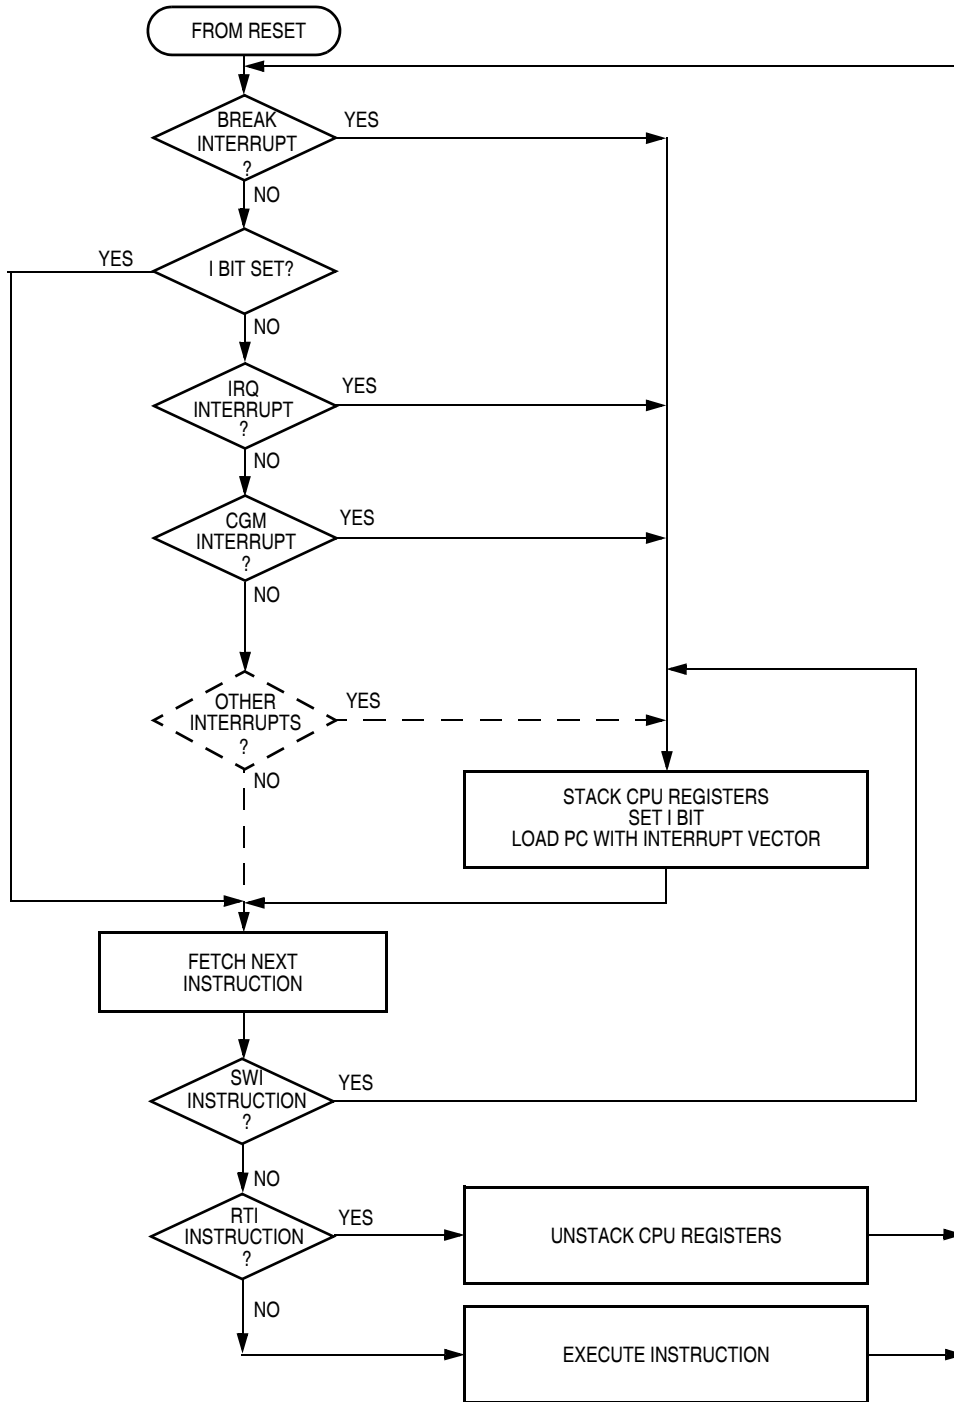 FROM RESET
BREAK
INTERRUPT
?
YES
NO
I BIT SET?
YES
NO
IRQ
INTERRUPT
?
YES
NO
CGM
INTERRUPT
?
YES
NO
OTHER
INTERRUPTS
?
YES
NO
STACK CPU REGISTERS
SET I BIT
LOAD PC WITH INTERRUPT VECTOR
FETCH NEXT
INSTRUCTION
SWI
INSTRUCTION
?
YES
NO
RTI
INSTRUCTION
?
YES
UNSTACK CPU REGISTERS
NO
EXECUTE INSTRUCTION